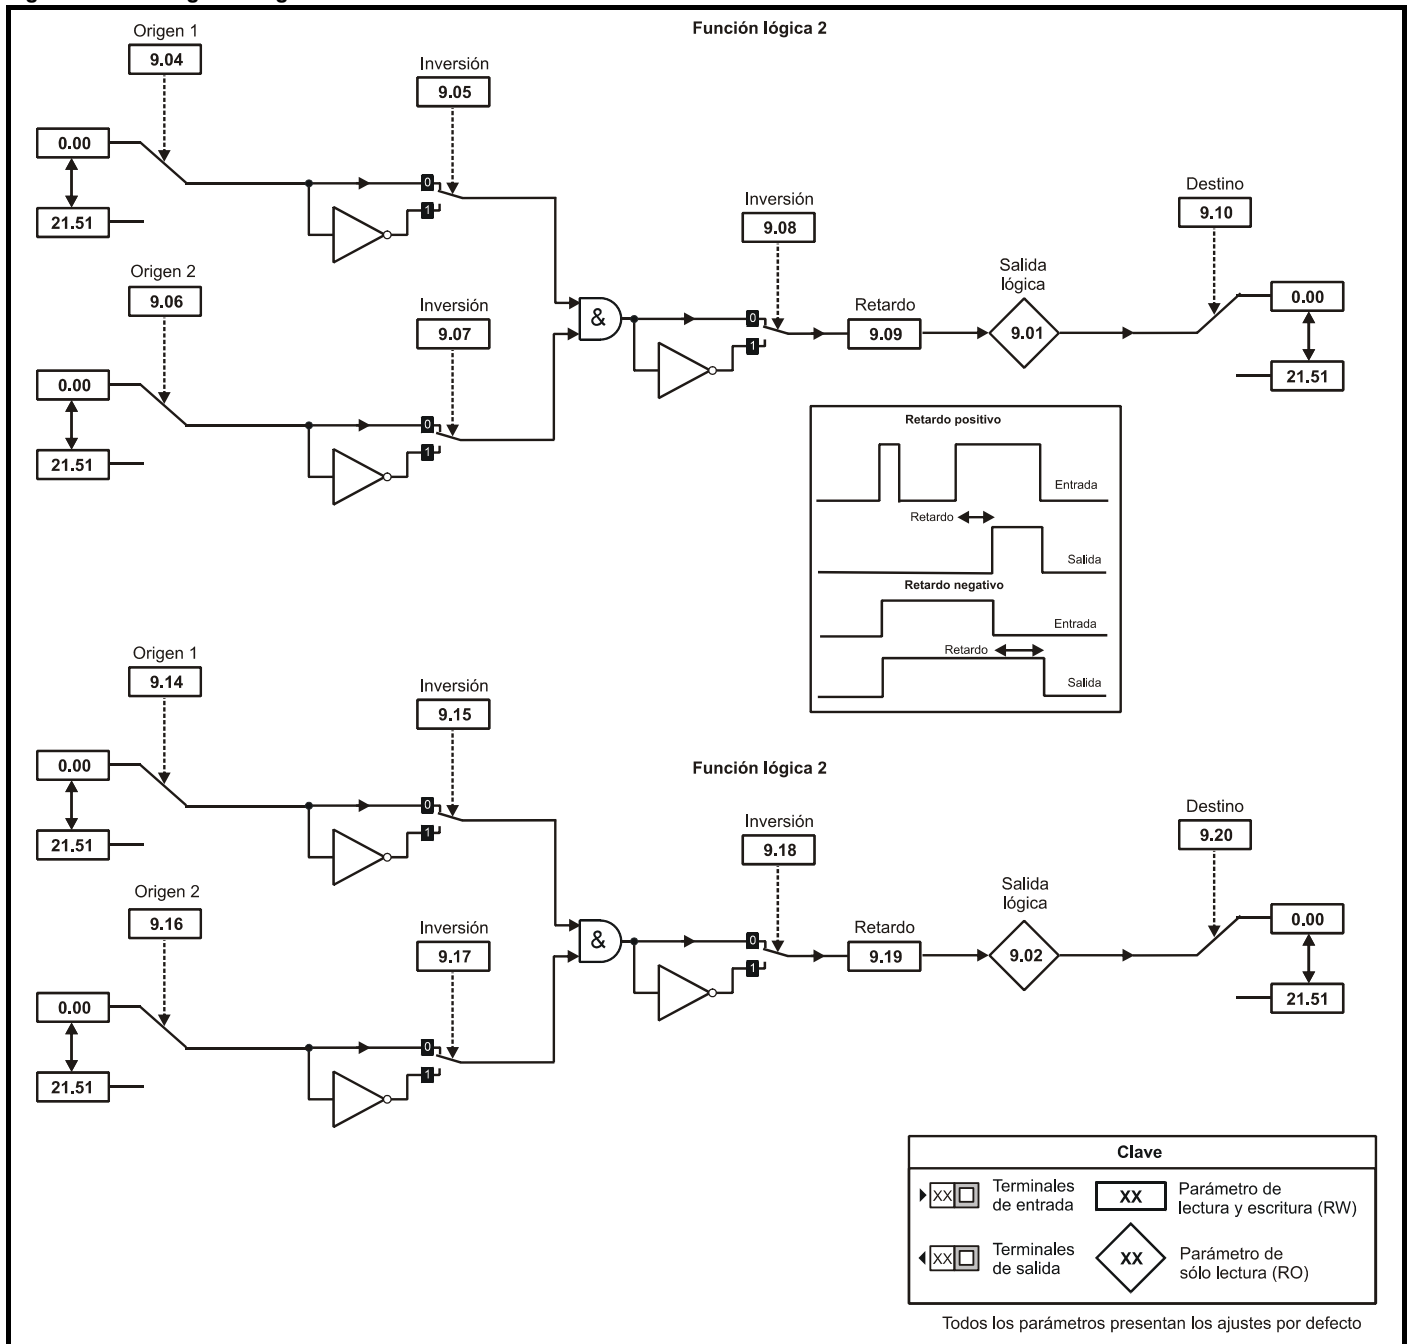 Función lógica 2
Origen 1
9.04
Inversión
9.05
0.00
21.51
0
1
Origen 2
9.06
Inversión
9.07
0.00
21.51
0
1
&
Inversión
9.08
0
1
Retardo
9.09
Salida
lógica
9.01
Destino
9.10
0.00
21.51
Retardo positivo
Entrada
Retardo
Salida
Retardo negativo
Entrada
Retardo
Salida
Función lógica 2
Origen 1
9.14
Inversión
9.15
0.00
21.51
0
1
Origen 2
9.16
Inversión
9.17
0.00
21.51
0
1
&
Inversión
9.18
0
1
Retardo
9.19
Salida
lógica
9.02
Destino
9.20
0.00
21.51
Clave
XX
Terminales
de entrada
XX
Parámetro de
lectura y escritura (RW)
XX
Terminales
de salida
XX
Parámetro de
sólo lectura (RO)
Todos los parámetros presentan los ajustes por defecto